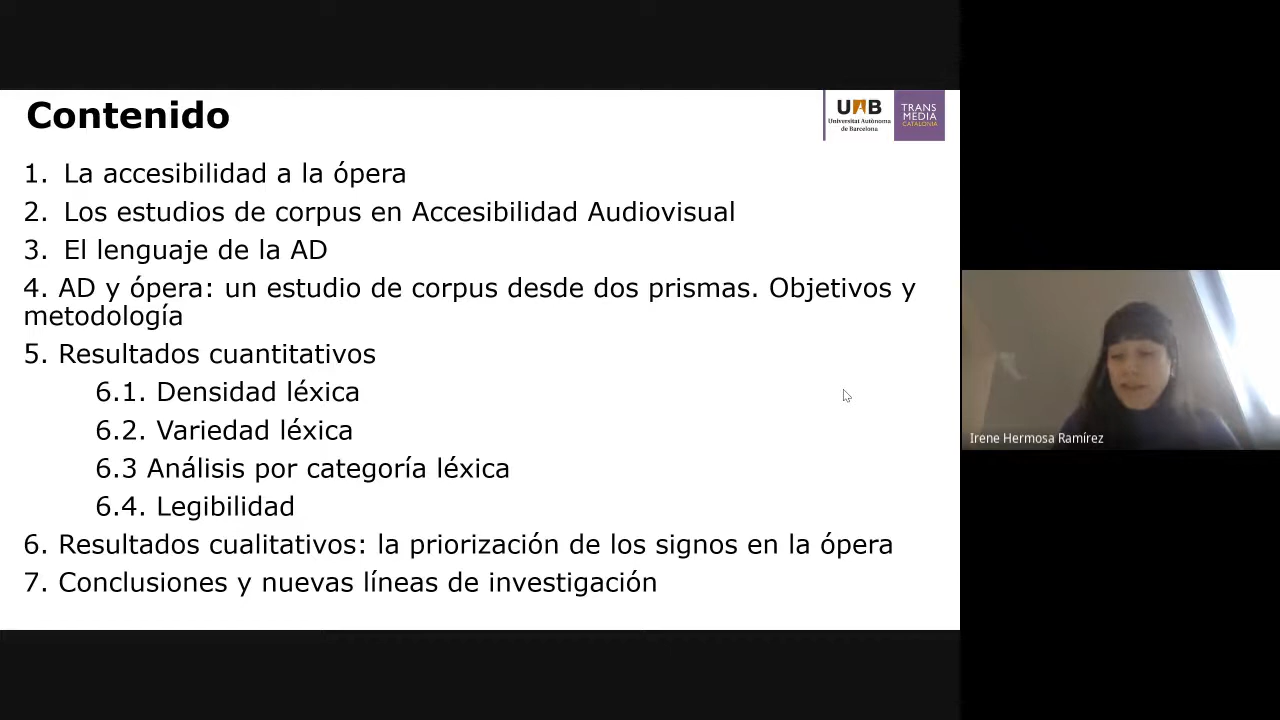 Contenido
UAB
Universitat Autònoma
de Barcelona
TRANS
MEDIA
CATALONIA
1. La accesibilidad a la ópera
2. Los estudios de corpus en Accesibilidad Audiovisual
3. El lenguaje de la AD
4. AD y ópera: un estudio de corpus desde dos prismas. Objetivos y
metodología
5. Resultados cuantitativos
6.1. Densidad léxica
6.2. Variedad léxica
6.3 Análisis por categoría léxica
6.4. Legibilidad
6. Resultados cualitativos: la priorización de los signos en la ópera
7. Conclusiones y nuevas líneas de investigación
Irene Hermosa Ramírez